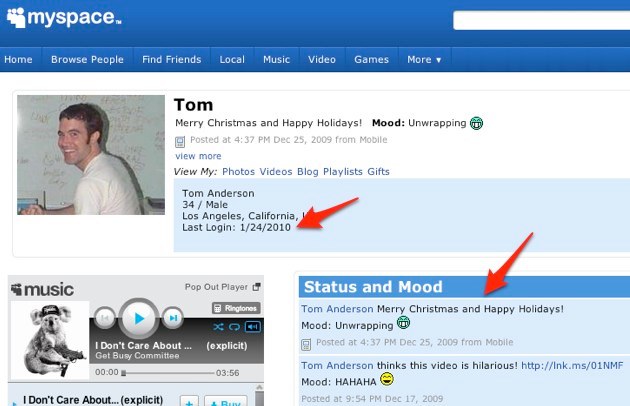 myspace™
Home Browse People Find Friends Local Music Video Games More
Tom
Merry Christmas and Happy Holidays! Mood: Unwrapping
Posted at 4:37 PM Dec 25, 2009 from Mobile
view more
View My: Photos Videos Blog Playlists Gifts
Tom Anderson
34 / Male
Los Angeles, California,
Last Login: 1/24/2010
music
Pop Out Player
Ringtones
I Don't Care About ... (explicit)
Get Busy Committee
00:00 03:56
I Don't Care About... (explicit)
Buy
Status and Mood
Tom Anderson Merry Christmas and Happy Holidays!
Mood: Unwrapping
Posted at 4:37 PM Dec 25, 2009 from Mobile
Tom Anderson thinks this video is hilarious! http://lnk.ms/01NMF
Mood: HAHAHA
Posted at 9:54 PM Dec 17, 2009